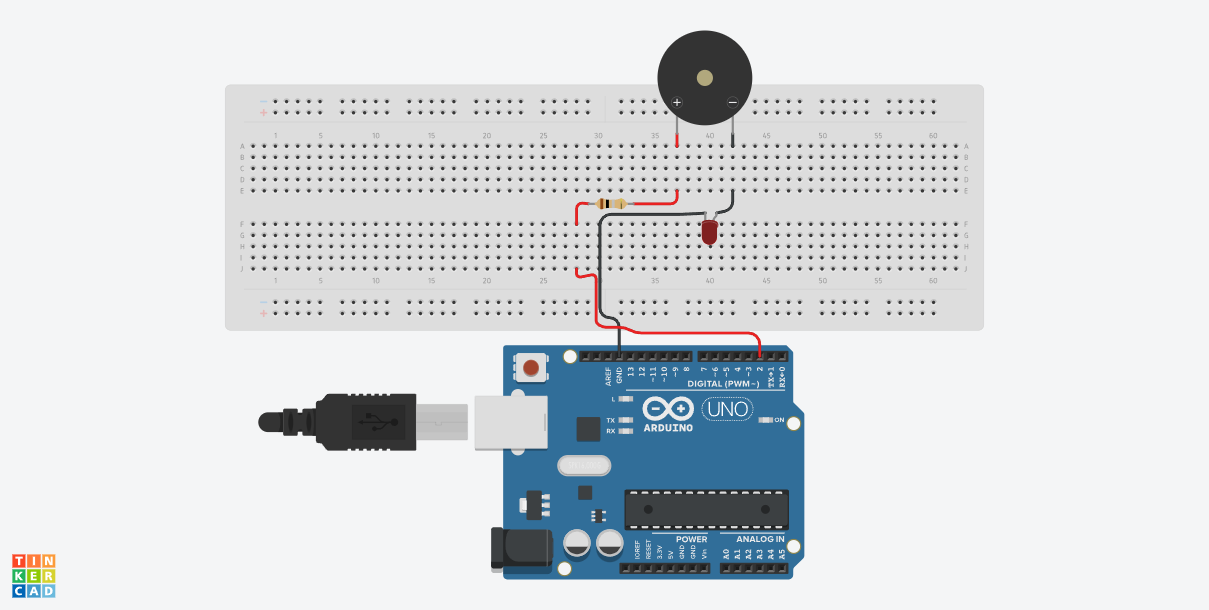 − +
+ −
1 5 10 15 20 25 30 35 40 45 50 55 60
A A
B B
C C
D D
E E
F F
G G
H H
I I
J J
1 5 10 15 20 25 30 35 40 45 50 55 60
− +
AREF GND 13 12 ~11 ~10 ~9 8 7 ~6 ~5 4 ~3 2 TX→1 RX←0
DIGITAL (PWM~)
L
TX
RX
ARDUINO
UNO
ON
POWER
ANALOG IN
IOREF RESET 3.3V 5V GND GND Vin A0 A1 A2 A3 A4 A5
TIN
KER
CAD